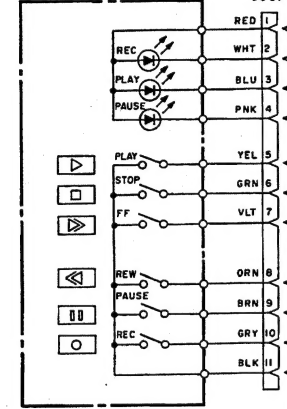 RED 1
REC WHT 2
PLAY BLU 3
PAUSE PNK 4
PLAY YEL 5
STOP GRN 6
FF VLT 7
REW ORN 8
PAUSE BRN 9
REC GRY 10
BLK 11